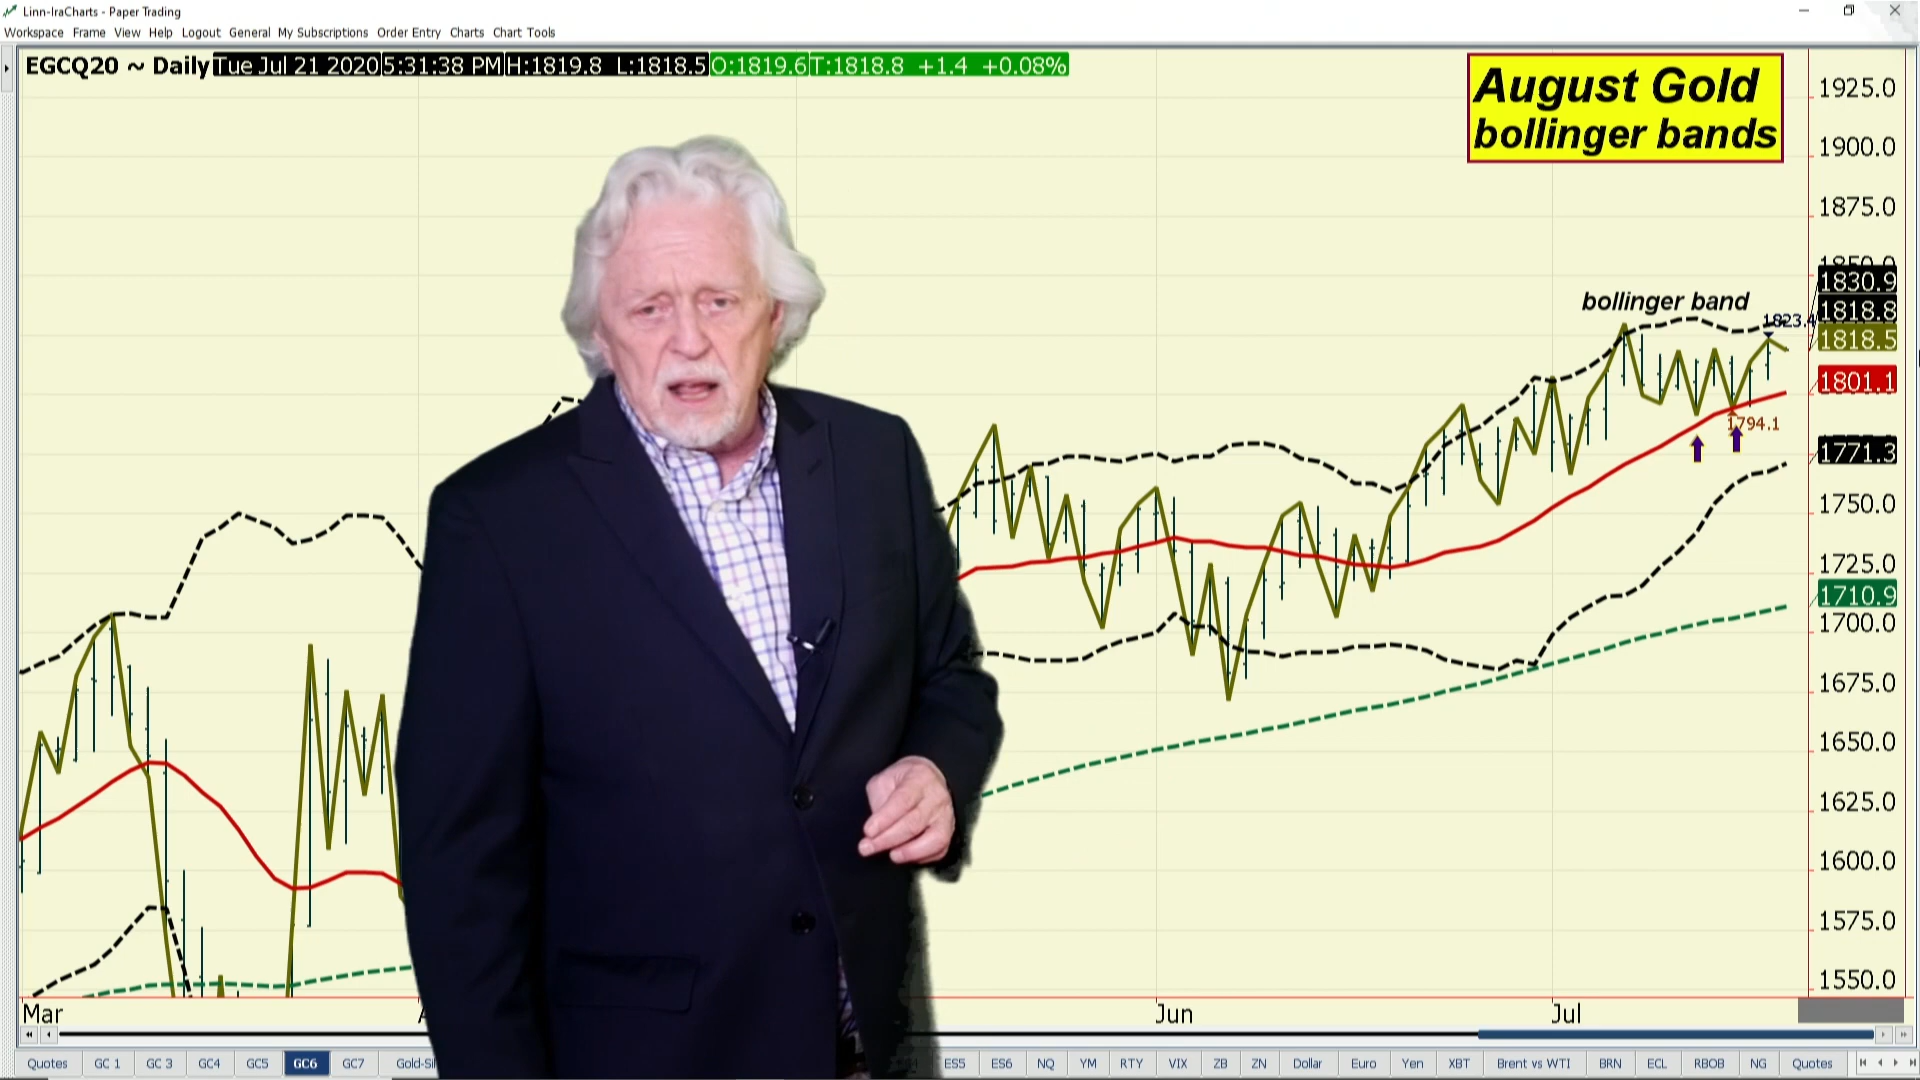 Linn-IraCharts - Paper Trading
Workspace Frame View Help Logout General My Subscriptions Order Entry Charts Chart Tools
EGCQ20 ~ Daily Tue Jul 21 2020 5:31:38 PM H:1819.8 L:1818.5 O:1819.6 T:1818.8 +1.4 +0.08%
August Gold
bollinger bands
1925.0
1900.0
1875.0
1850.0
1830.9
bollinger band
1818.8
1823.4
1818.5
1801.1
1794.1
1771.3
1750.0
1725.0
1710.9
1700.0
1675.0
1650.0
1625.0
1600.0
1575.0
1550.0
Mar Jun Jul
Quotes GC 1 GC 3 GC4 GC5 GC6 GC7 ES5 ES6 NQ YM RTY VIX ZB ZN Dollar Euro Yen XBT Brent vs WTI BRN ECL RBOB NG Quotes